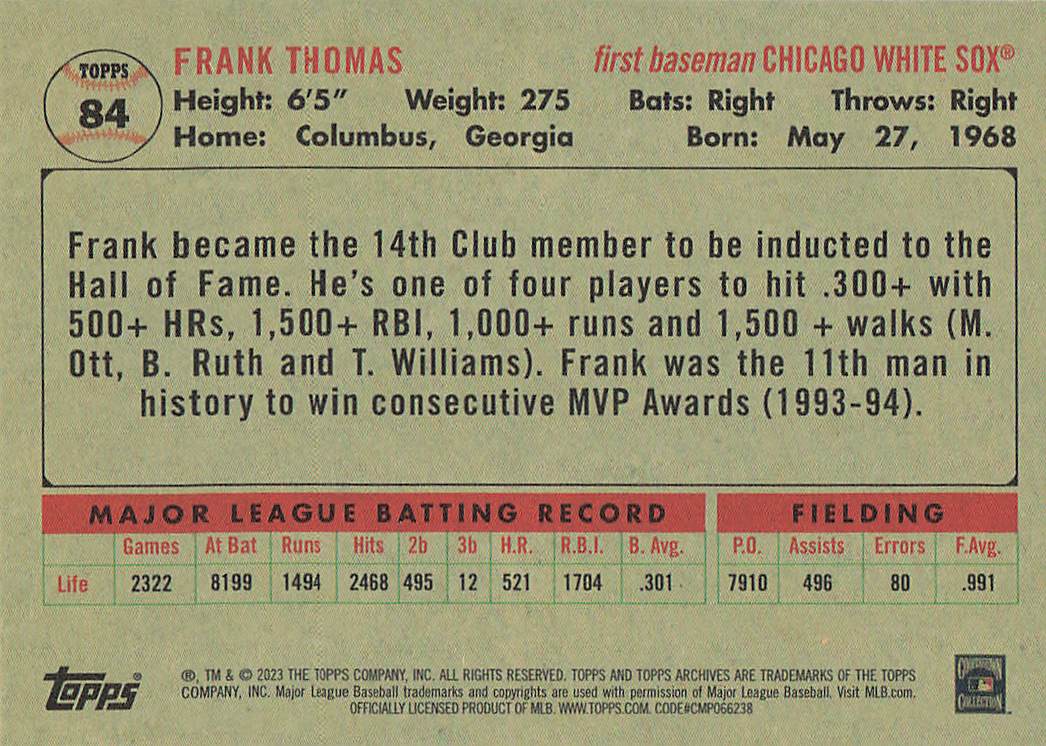 TOPPS
84
FRANK THOMAS first baseman CHICAGO WHITE SOX®
Height: 6'5" Weight: 275 Bats: Right Throws: Right
Home: Columbus, Georgia Born: May 27, 1968
Frank became the 14th Club member to be inducted to the
Hall of Fame. He's one of four players to hit .300+ with
500+ HRs, 1,500+ RBI, 1,000+ runs and 1,500 + walks (M.
Ott, B. Ruth and T. Williams). Frank was the 11th man in
history to win consecutive MVP Awards (1993-94).
MAJOR LEAGUE BATTING RECORD FIELDING
Games At Bat Runs Hits 2b 3b H.R. R.B.I. B. Avg. P.O. Assists Errors F.Avg.
Life 2322 8199 1494 2468 495 12 521 1704 .301 7910 496 80 .991
topps®
®, TM & © 2023 THE TOPPS COMPANY, INC. ALL RIGHTS RESERVED. TOPPS AND TOPPS ARCHIVES ARE TRADEMARKS OF THE TOPPS
COMPANY, INC. Major League Baseball trademarks and copyrights are used with permission of Major League Baseball. Visit MLB.com.
OFFICIALLY LICENSED PRODUCT OF MLB. WWW.TOPPS.COM. CODE#CMP066238
COOPERSTOWN
COLLECTION